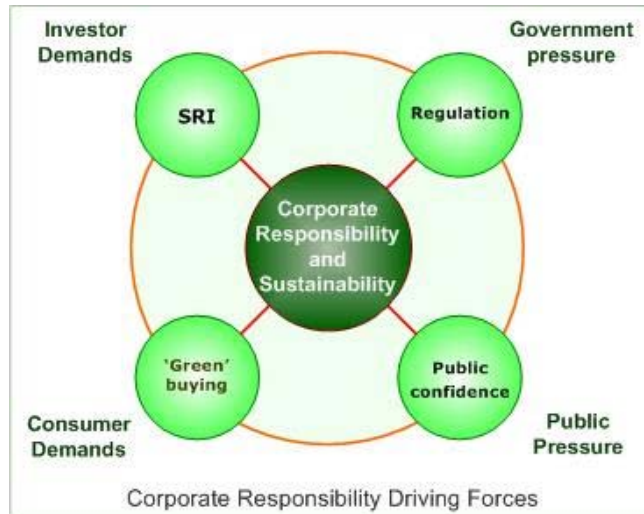 Investor
Demands
Government
pressure
SRI
Regulation
Corporate
Responsibility
and
Sustainability
'Green'
buying
Public
confidence
Consumer
Demands
Public
Pressure
Corporate Responsibility Driving Forces